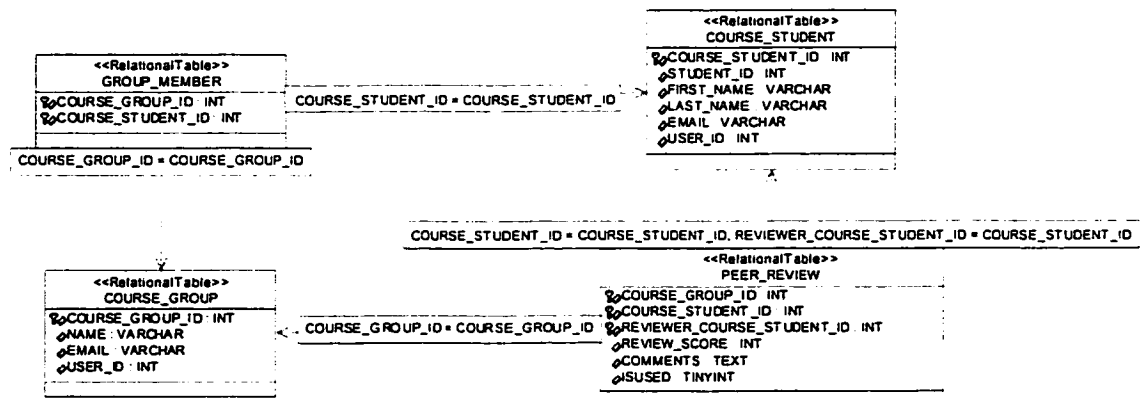 <<RelationalTable>>
GROUP_MEMBER
COURSE_GROUP_ID : INT
COURSE_STUDENT_ID : INT
COURSE_GROUP_ID = COURSE_GROUP_ID
COURSE_STUDENT_ID = COURSE_STUDENT_ID
<<RelationalTable>>
COURSE_STUDENT
COURSE_STUDENT_ID INT
STUDENT_ID INT
FIRST_NAME VARCHAR
LAST_NAME VARCHAR
EMAIL VARCHAR
USER_ID INT
COURSE_STUDENT_ID = COURSE_STUDENT_ID, REVIEWER_COURSE_STUDENT_ID = COURSE_STUDENT_ID
<<RelationalTable>>
COURSE_GROUP
COURSE_GROUP_ID : INT
NAME : VARCHAR
EMAIL : VARCHAR
USER_ID : INT
COURSE_GROUP_ID = COURSE_GROUP_ID
<<RelationalTable>>
PEER_REVIEW
COURSE_GROUP_ID INT
COURSE_STUDENT_ID INT
REVIEWER_COURSE_STUDENT_ID : INT
REVIEW_SCORE INT
COMMENTS TEXT
ISUSED TINYINT